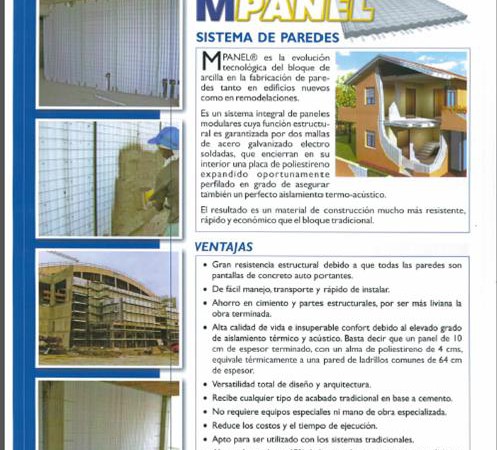 MPANEL
SISTEMA DE PAREDES
MPANEL® es la evolución
tecnológica del bloque de
arcilla en la fabricación de pare-
des tanto en edificios nuevos
como en remodelaciones.
Es un sistema integral de paneles
modulares cuya función estructu-
ral es garantizada por dos mallas
de acero galvanizado electro
soldadas, que encierran en su
interior una placa de poliestireno
expandido oportunamente
perfilado en grado de asegurar
también un perfecto aislamiento termo-acústico.
El resultado es un material de construcción mucho más resistente,
rápido y económico que el bloque tradicional.
VENTAJAS
• Gran resistencia estructural debido a que todas las paredes son
pantallas de concreto auto portantes.
• De fácil manejo, transporte y rápido de instalar.
• Ahorro en cimiento y partes estructurales, por ser más liviana la
obra terminada.
• Alta calidad de vida e insuperable confort debido al elevado grado
de aislamiento térmico y acústico. Basta decir que un panel de 10
cm de espesor terminado, con un alma de poliestireno de 4 cms,
equivale térmicamente a una pared de ladrillos comunes de 64 cm
de espesor.
• Versatilidad total de diseño y arquitectura.
• Recibe cualquier tipo de acabado tradicional en base a cemento.
• No requiere equipos especiales ni mano de obra especializada.
• Reduce los costos y el tiempo de ejecución.
• Apto para ser utilizado con los sistemas tradicionales.